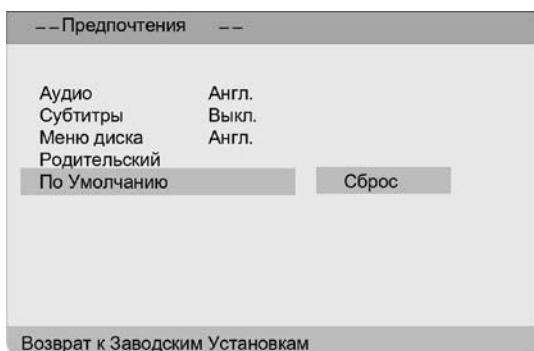 –– Предпочтения ––
Аудио Англ.
Субтитры Выкл.
Меню диска Англ.
Родительский
По Умолчанию Сброс
Возврат к Заводским Установкам